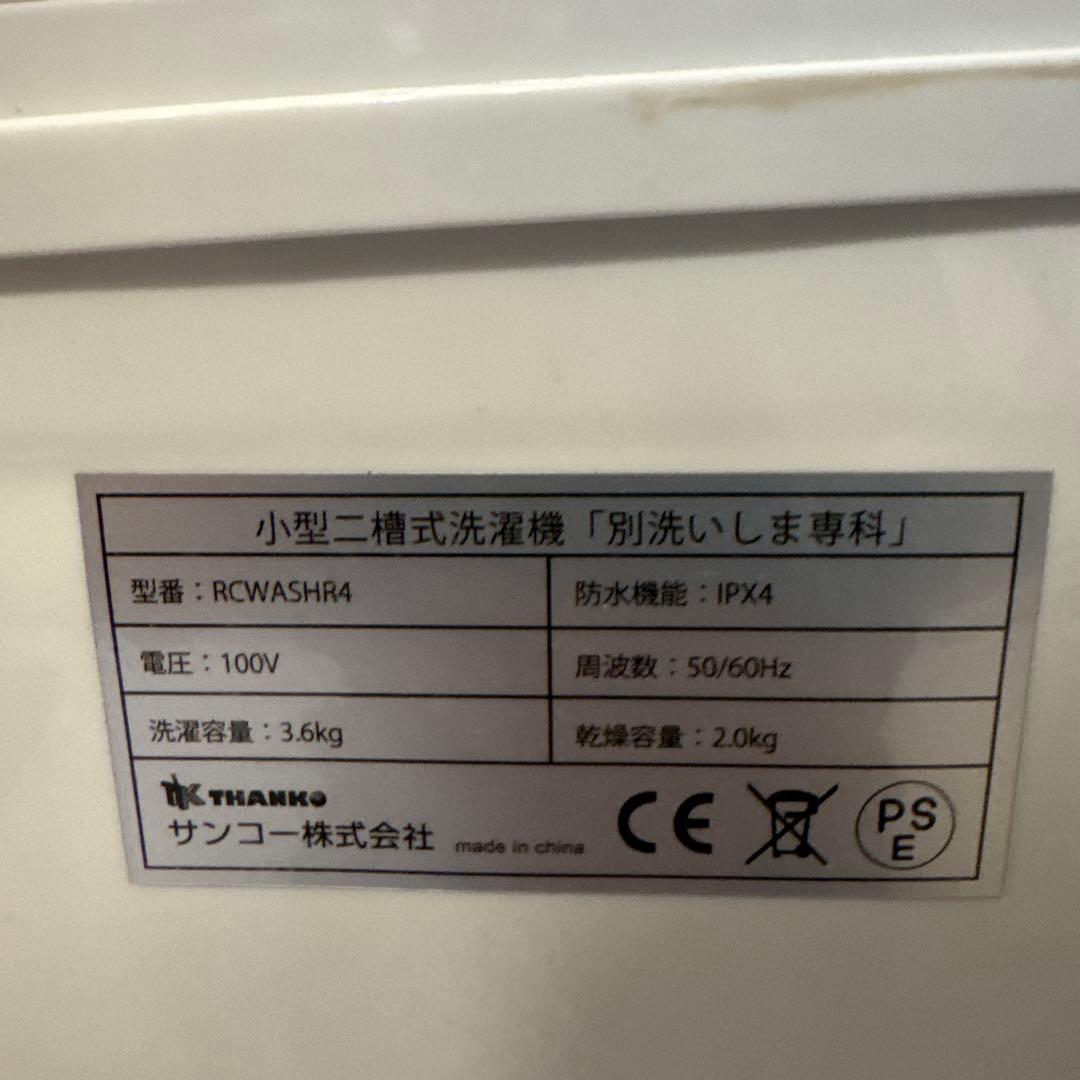 小型二槽式洗濯機「別洗いしま専科」
型番：RCWASHR4 防水機能：IPX4
電圧：100V 周波数：50/60Hz
洗濯容量：3.6kg 乾燥容量：2.0kg
THANKO
サンコー株式会社 made in china CE PSE